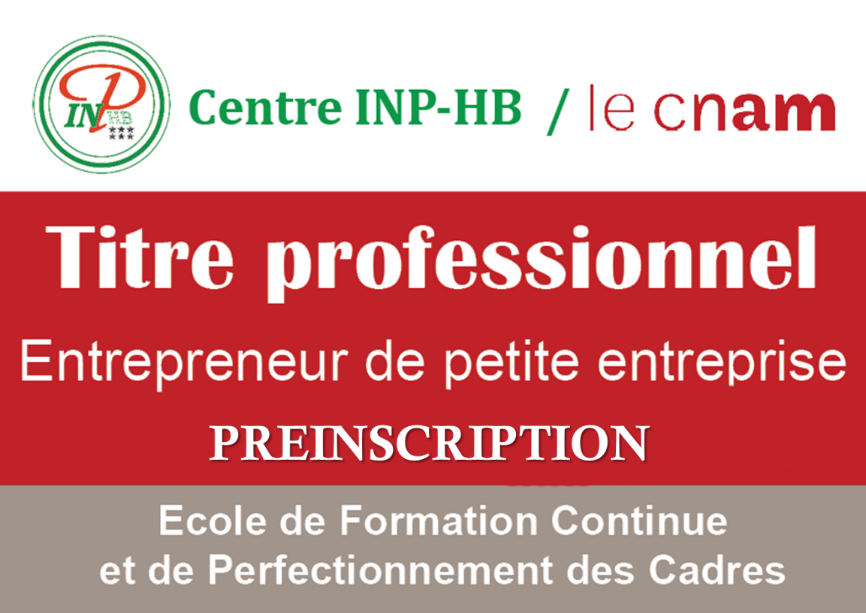 INP HB
Centre INP-HB / le cnam
Titre professionnel
Entrepreneur de petite entreprise
PREINSCRIPTION
Ecole de Formation Continue
et de Perfectionnement des Cadres